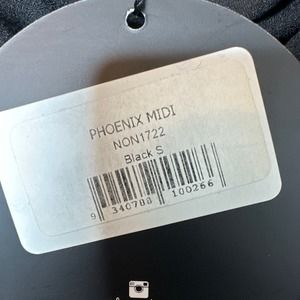 PHOENIX MIDI
NON1722
Black S
9 340788 100266